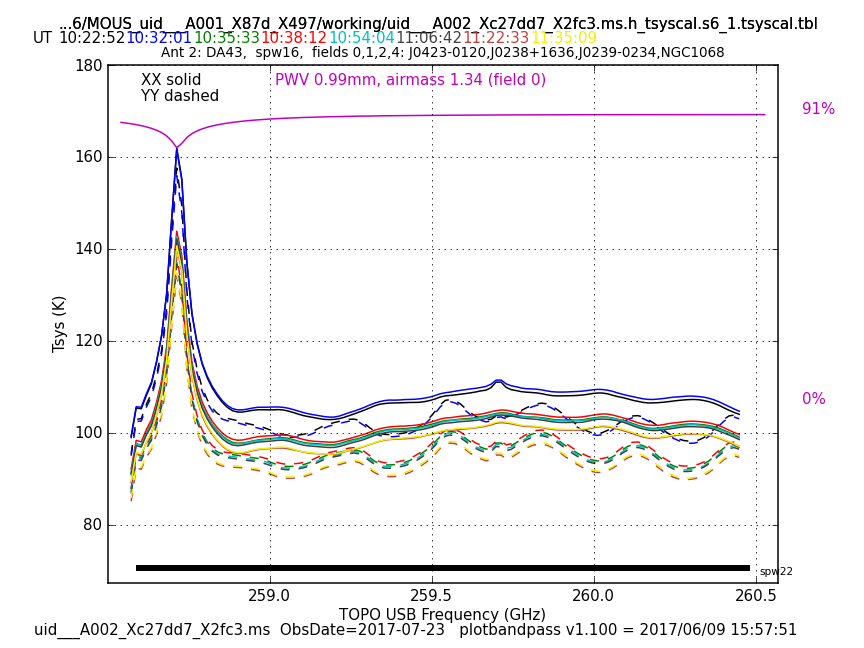 ...6/MOUS_uid___A001_X87d_X497/working/uid___A002_Xc27dd7_X2fc3.ms.h_tsyscal.s6_1.tsyscal.tbl
UT 10:22:52 10:32:01 10:35:33 10:38:12 10:54:04 11:06:42 11:22:33 11:35:09
Ant 2: DA43, spw16, fields 0,1,2,4: J0423-0120,J0238+1636,J0239-0234,NGC1068
180
XX solid PWV 0.99mm, airmass 1.34 (field 0)
YY dashed
91%
160
140
120
Tsys (K)
0%
100
80
spw22
259.0 259.5 260.0 260.5
TOPO USB Frequency (GHz)
uid___A002_Xc27dd7_X2fc3.ms ObsDate=2017-07-23 plotbandpass v1.100 = 2017/06/09 15:57:51